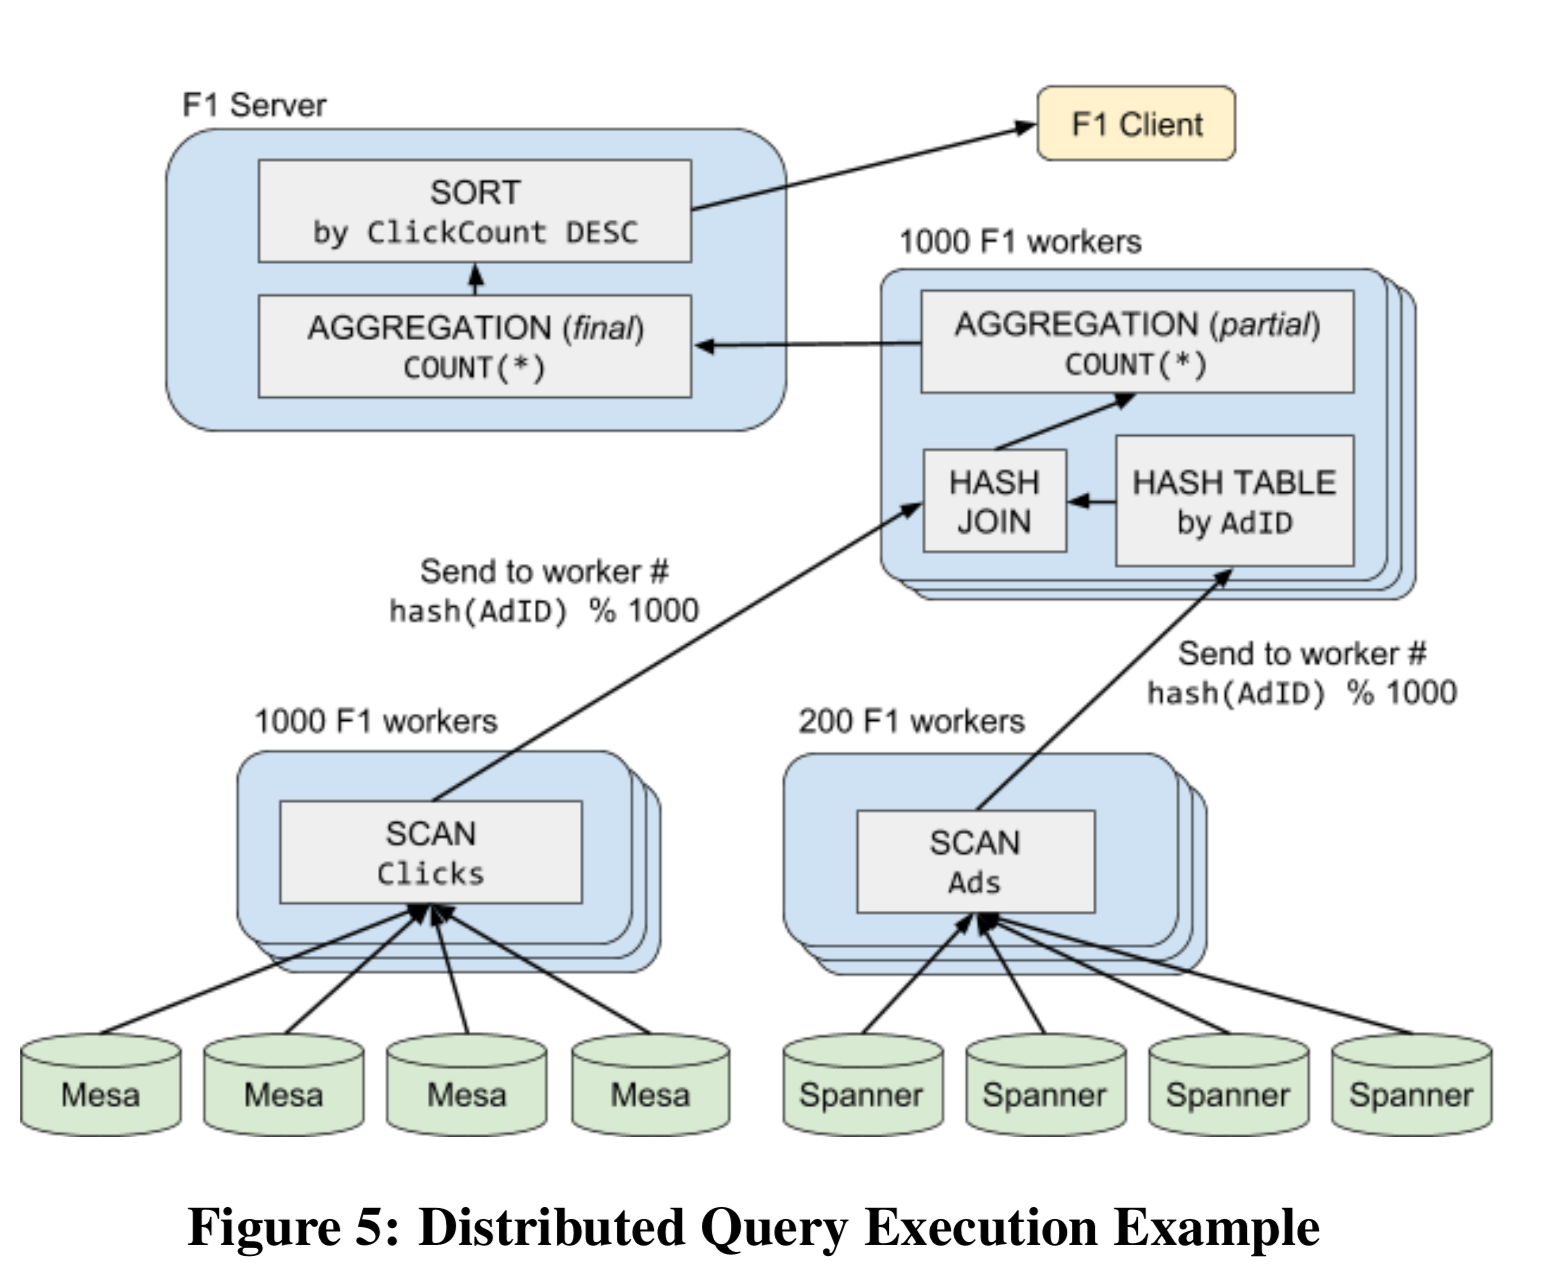 F1 Server
F1 Client
SORT
by ClickCount DESC
1000 F1 workers
AGGREGATION (final)
COUNT(*)
AGGREGATION (partial)
COUNT(*)
HASH
JOIN
HASH TABLE
by AdID
Send to worker #
hash(AdID) % 1000
Send to worker #
hash(AdID) % 1000
1000 F1 workers
200 F1 workers
SCAN
Clicks
SCAN
Ads
Mesa
Mesa
Mesa
Mesa
Spanner
Spanner
Spanner
Spanner
Figure 5: Distributed Query Execution Example